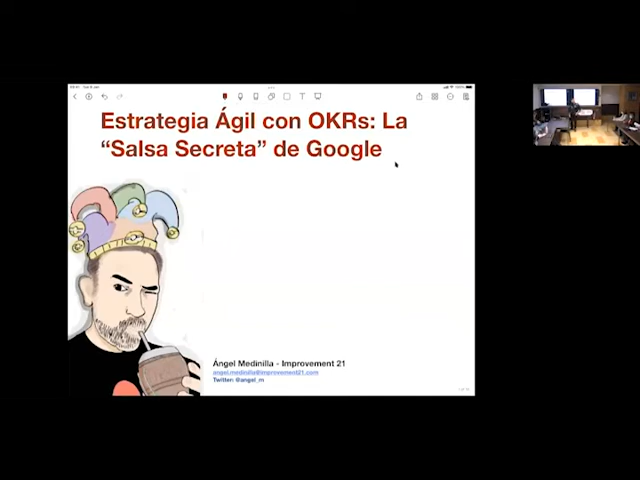 Estrategia Ágil con OKRs: La
“Salsa Secreta” de Google
Ángel Medinilla - Improvement 21
angel.medinilla@improvement21.com
Twitter: @angel_m